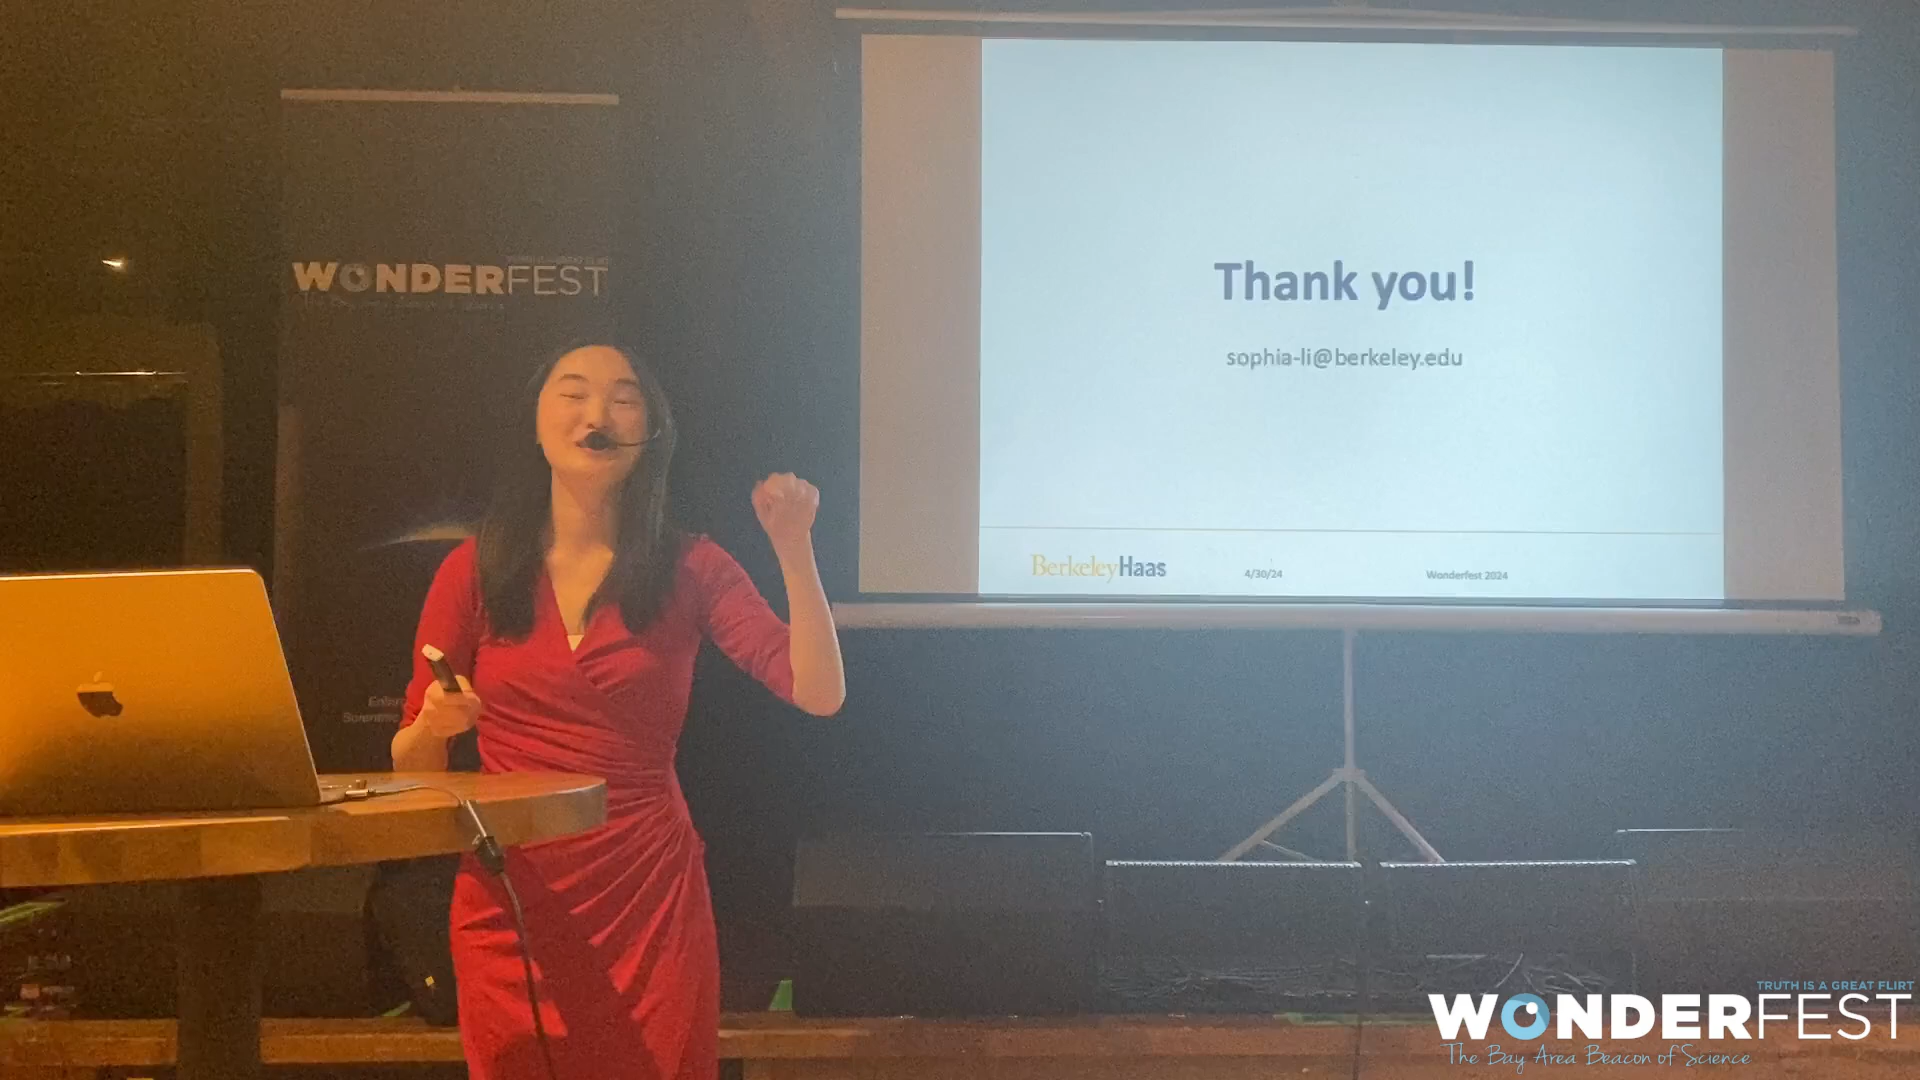 WONDERFEST
Thank you!
sophia-li@berkeley.edu
BerkeleyHaas
4/30/24
Wonderfest 2024
TRUTH IS A GREAT FLIRT
WONDERFEST
The Bay Area Beacon of Science